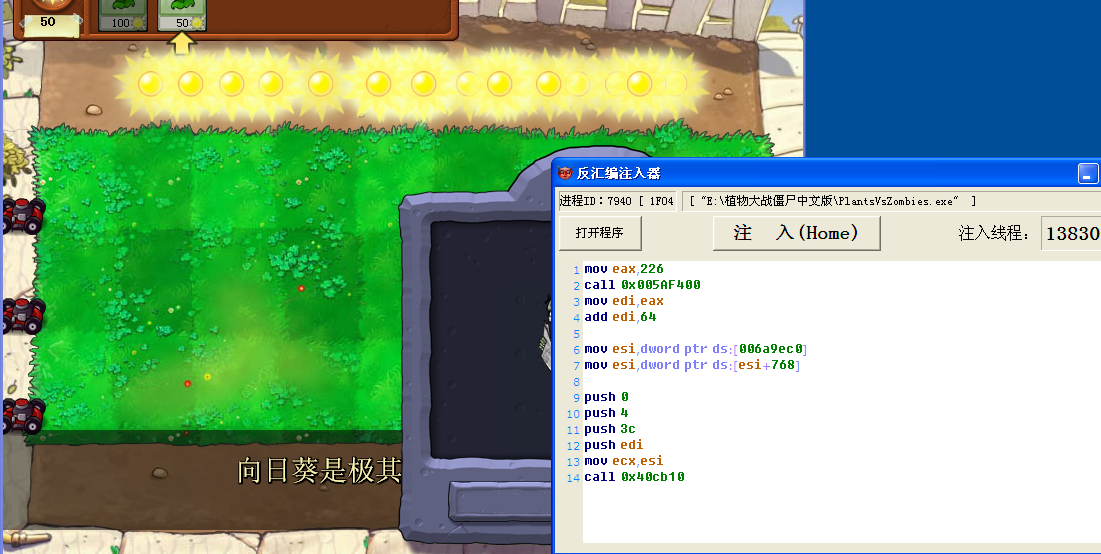 50
100
50
反汇编注入器
进程ID：7940 [ 1F04
[ "E:\植物大战僵尸中文版\PlantsVsZombies.exe" ]
打开程序
注 入(Home)
注入线程：
13830
1 mov eax,226
2 call 0x005AF400
3 mov edi,eax
4 add edi,64
5
6 mov esi,dword ptr ds:[006a9ec0]
7 mov esi,dword ptr ds:[esi+768]
8
9 push 0
10 push 4
11 push 3c
12 push edi
13 mov ecx,esi
14 call 0x40cb10
向日葵是极其